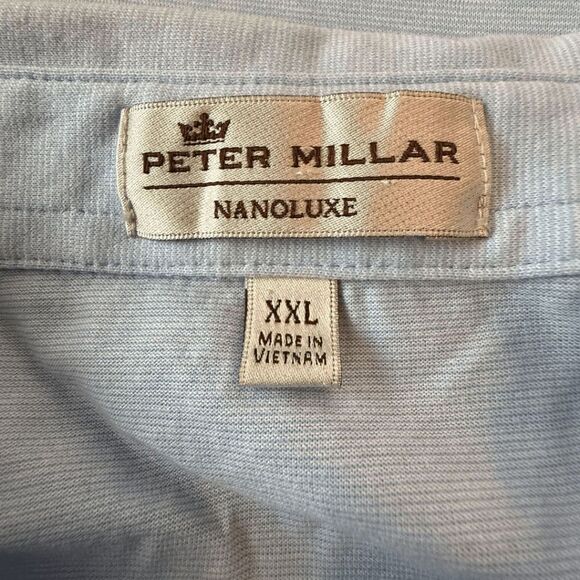 PETER MILLAR
NANOLUXE
XXL
MADE IN
VIETNAM